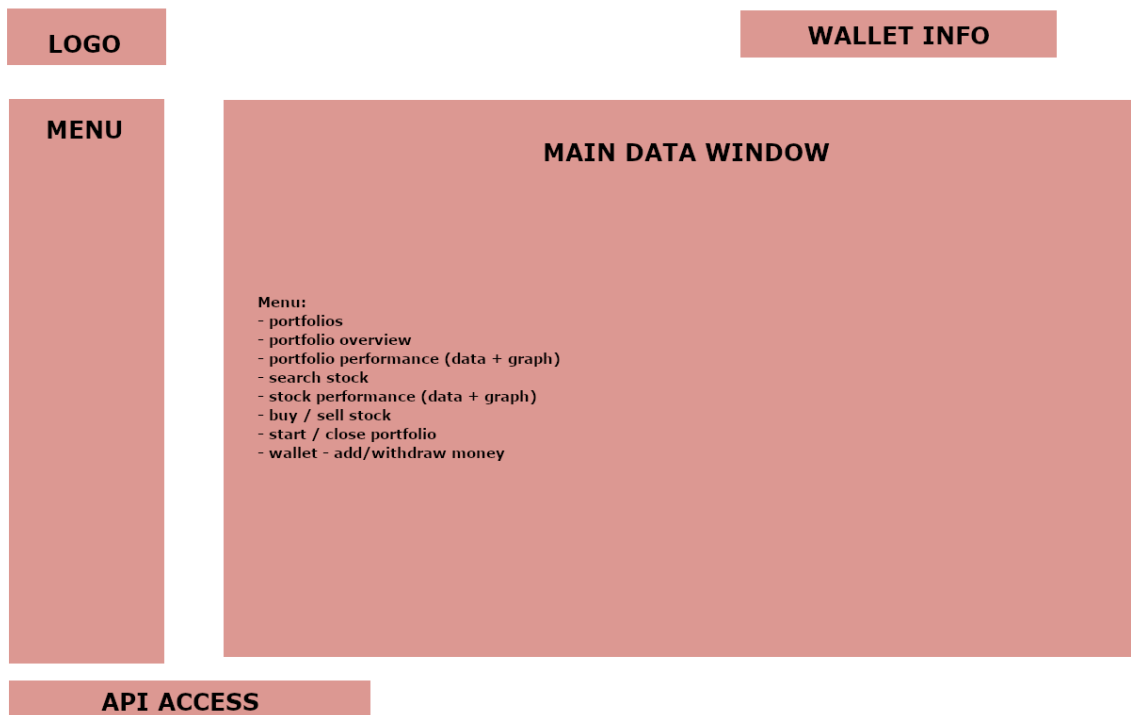 LOGO
WALLET INFO
MENU
MAIN DATA WINDOW
Menu:
- portfolios
- portfolio overview
- portfolio performance (data + graph)
- search stock
- stock performance (data + graph)
- buy / sell stock
- start / close portfolio
- wallet - add/withdraw money
API ACCESS